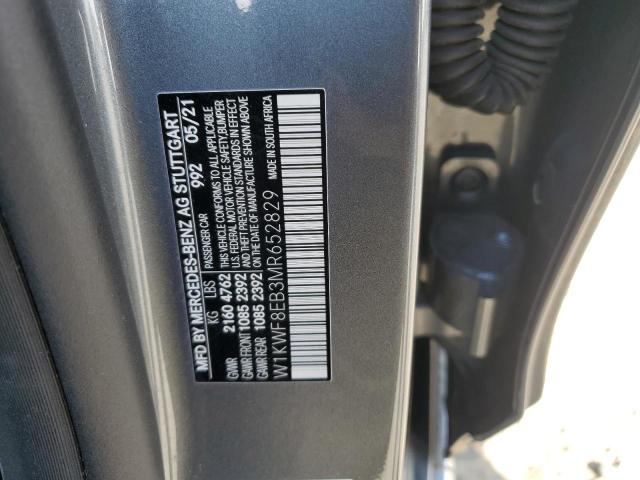 MFD BY MERCEDES-BENZ AG STUTTGART
PASSENGER CAR 992 05/21
KG LBS
GVWR 2160 4762
GAWR FRONT 1085 2392
GAWR REAR 1085 2392
THIS VEHICLE CONFORMS TO ALL APPLICABLE
U.S. FEDERAL MOTOR VEHICLE SAFETY, BUMPER
AND THEFT PREVENTION STANDARDS IN EFFECT
ON THE DATE OF MANUFACTURE SHOWN ABOVE
W1KWF8EB3MR652829
MADE IN SOUTH AFRICA